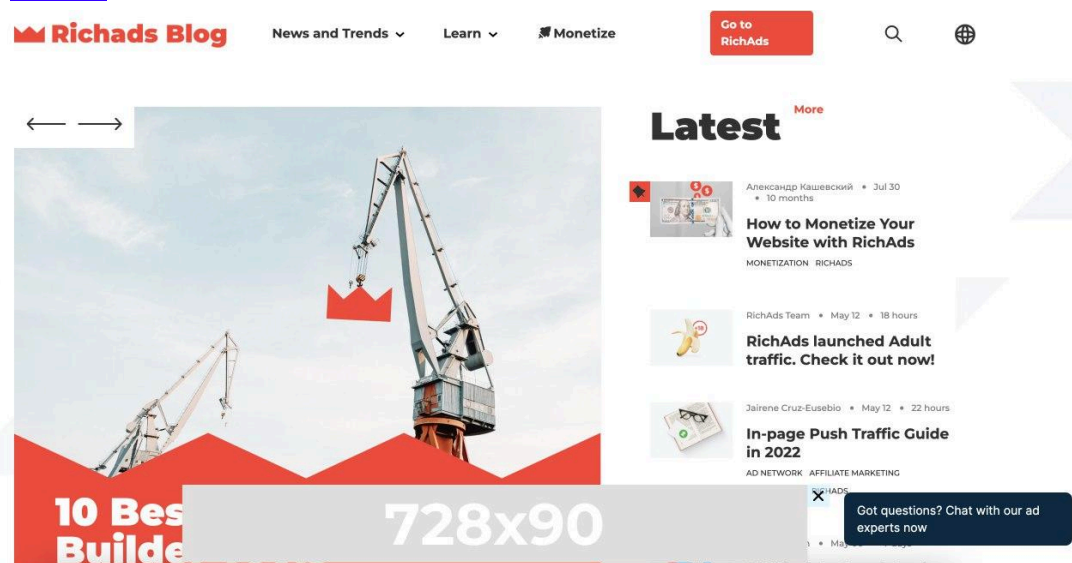 Richads Blog
News and Trends
Learn
Monetize
Go to
RichAds
Latest
More
Александр Кашевский • Jul 30
• 10 months
How to Monetize Your
Website with RichAds
MONETIZATION RICHADS
RichAds Team • May 12 • 18 hours
RichAds launched Adult
traffic. Check it out now!
Jairene Cruz-Eusebio • May 12 • 22 hours
In-page Push Traffic Guide
in 2022
AD NETWORK AFFILIATE MARKETING
RICHADS
10
728x90
Got questions? Chat with our ad
experts now